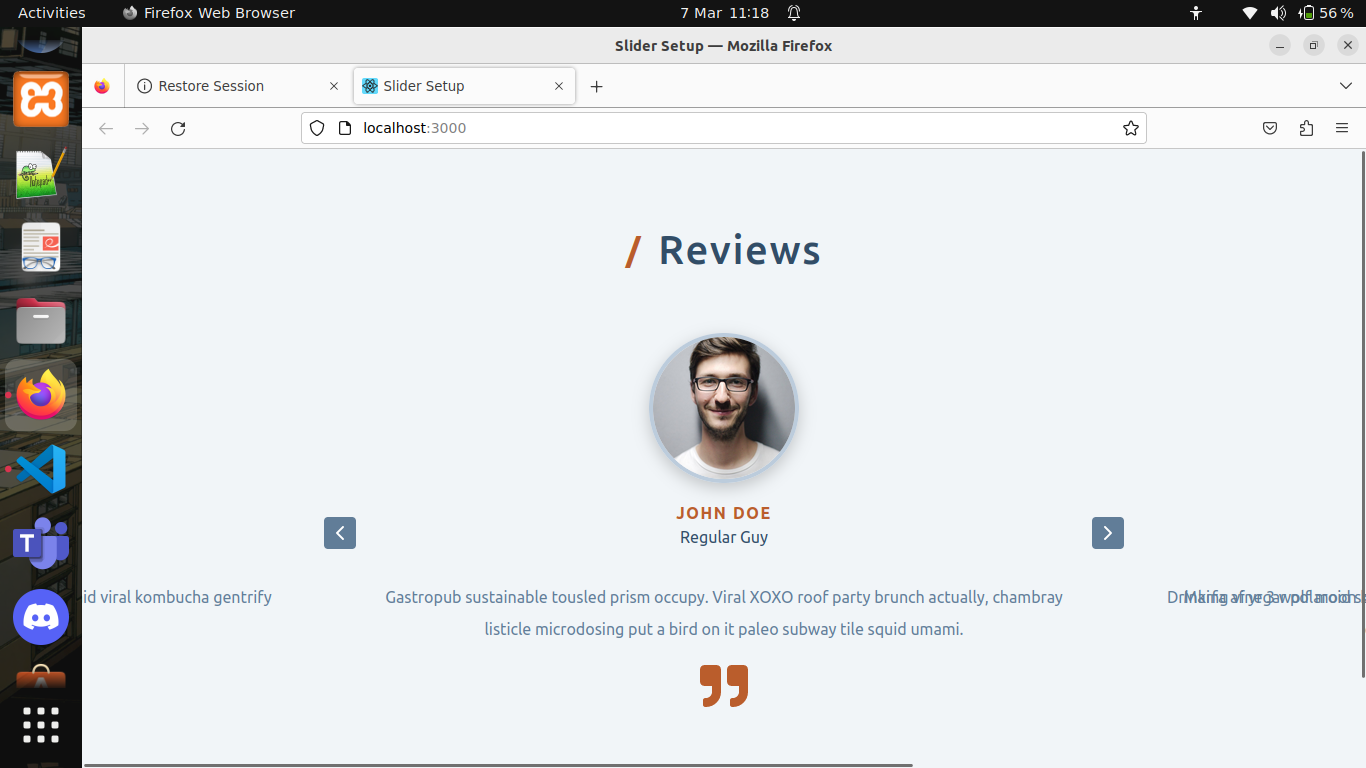 Activities
Firefox Web Browser
7 Mar 11:18
56 %
Slider Setup — Mozilla Firefox
Restore Session
Slider Setup
localhost:3000
/ Reviews
JOHN DOE
Regular Guy
id viral kombucha gentrify
Gastropub sustainable tousled prism occupy. Viral XOXO roof party brunch actually, chambray
listicle microdosing put a bird on it paleo subway tile squid umami.
T